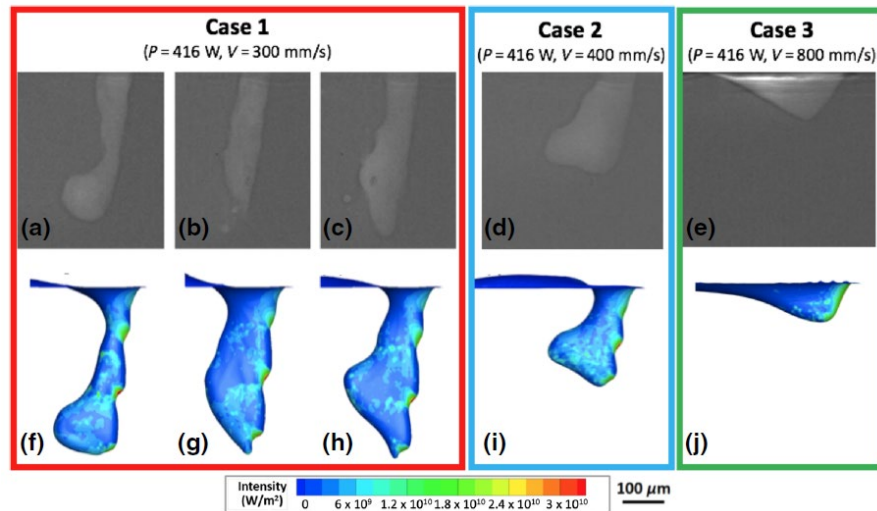 Case 1
(P = 416 W, V = 300 mm/s)
Case 2
(P = 416 W, V = 400 mm/s)
Case 3
(P = 416 W, V = 800 mm/s)
(a) (b) (c) (d) (e)
(f) (g) (h) (i) (j)
Intensity
(W/m²)
0 6 x 10⁹ 1.2 x 10¹⁰ 1.8 x 10¹⁰ 2.4 x 10¹⁰ 3 x 10¹⁰
100 μm